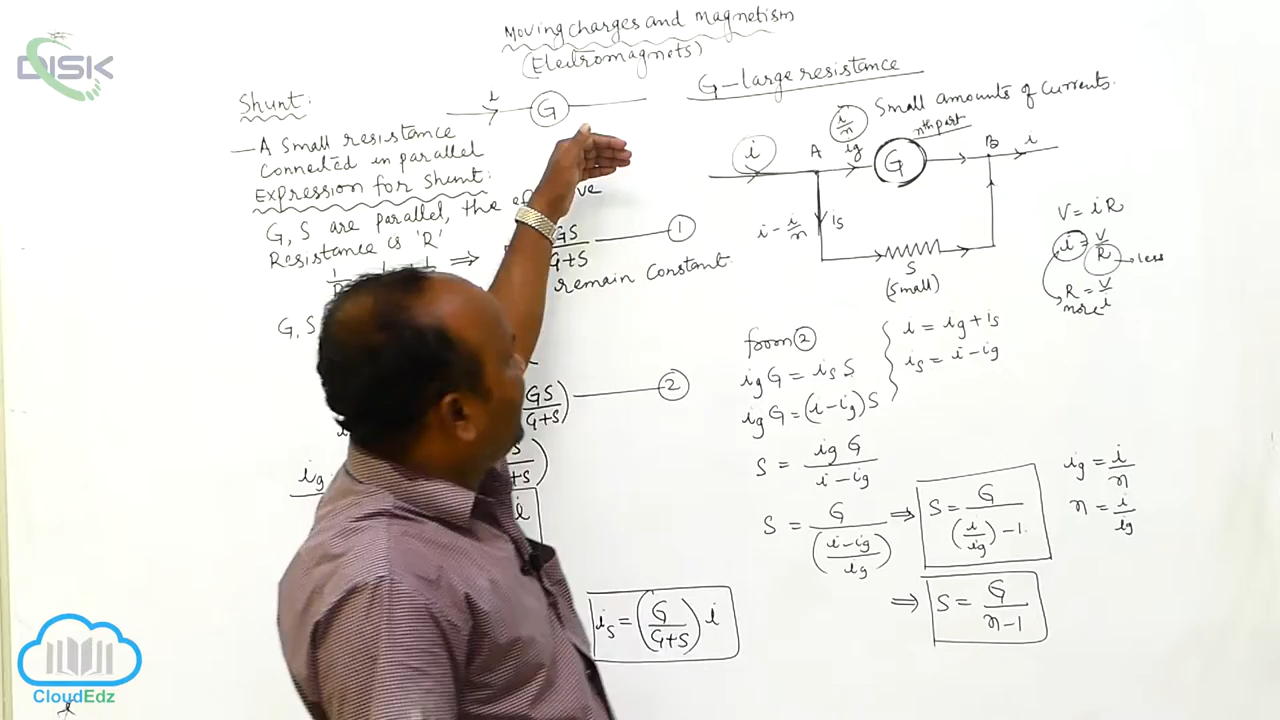 Moving charges and Magnetism
(Electromagnets)
DISK
Shunt:
i
G
— A Small resistance
conneted in parallel
Expression for Shunt:
G, S are parallel, the
Resistance is 'R'
⇒
GS
G+S
1
remain Constant
G, S
GS
G+S
2
ig
i
is = (G/G+S) i
G – large resistance
Small amounts of currents.
i
A
i/n
ig
G
nth part
B
i
i - i/n
is
S
(Small)
V = iR
i = V/R → less
R = V/i
more
from 2
ig G = is S
ig G = (i - ig) S
i = ig + is
is = i - ig
S = ig G / i - ig
S = G / (i - ig / ig) ⇒ S = G / (i/ig) - 1
⇒ S = G / n - 1
ig = i/n
n = i/ig
CloudEdz